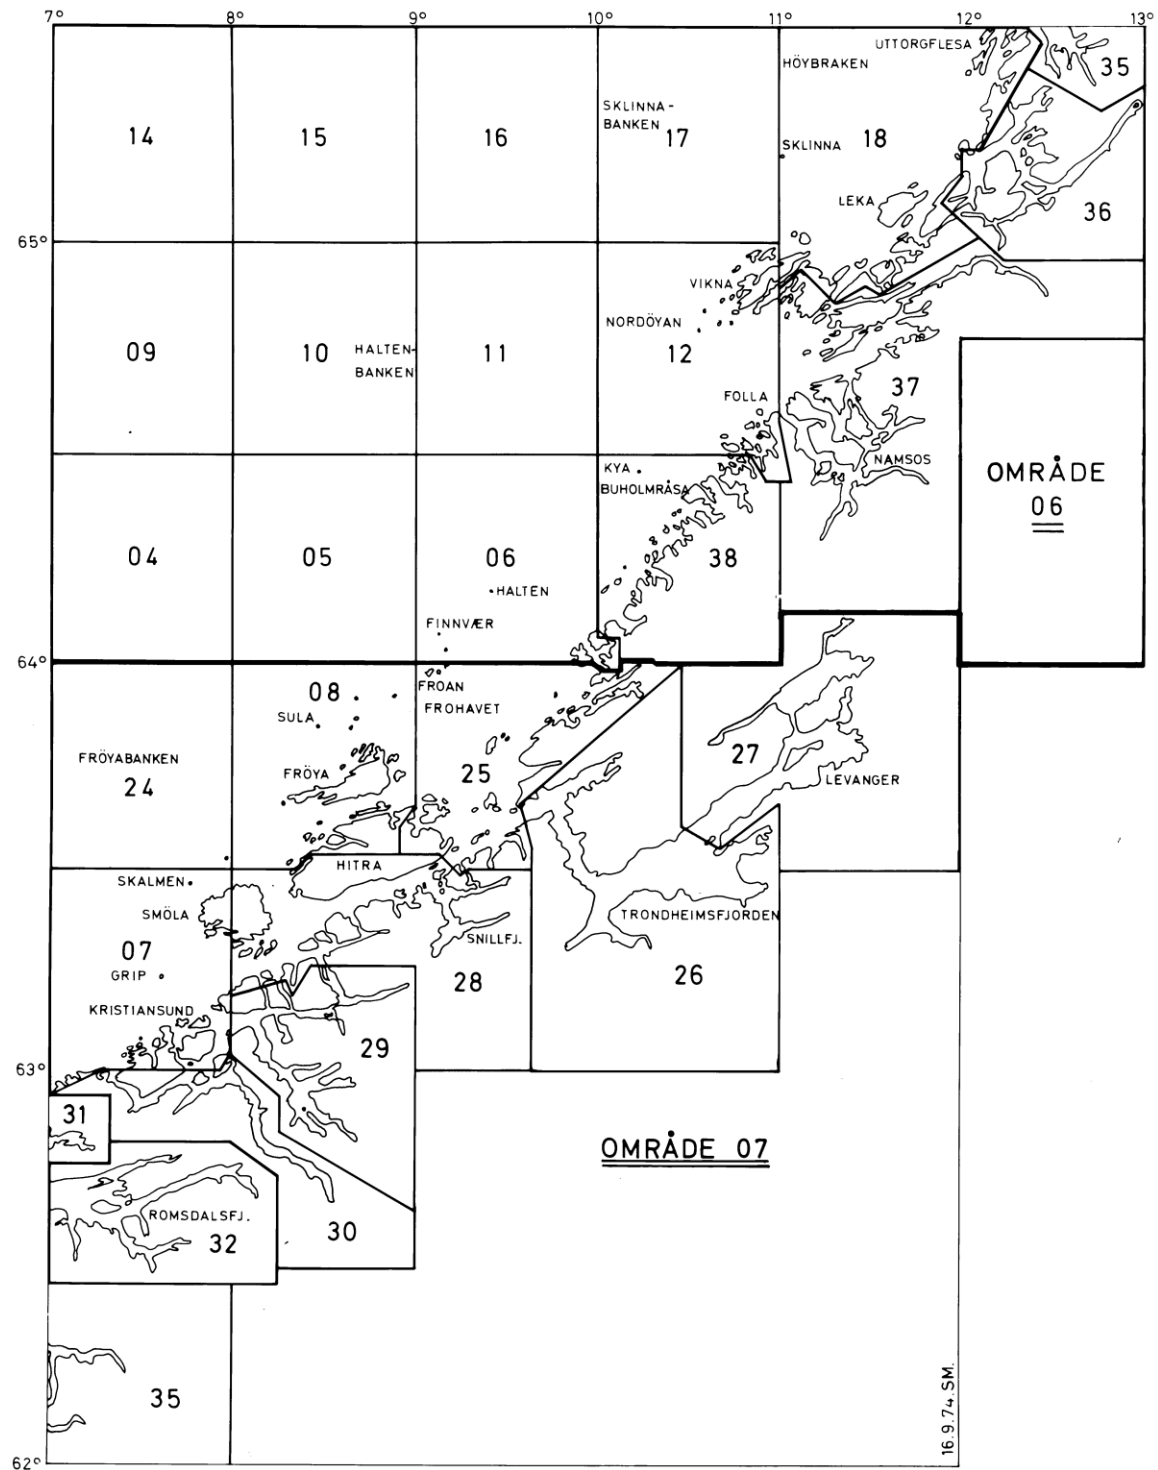 7° 8° 9° 10° 11° 12° 13°
UTTORGFLESA
HÖYBRAKEN
35
SKLINNA-
BANKEN
14 15 16 17 18
SKLINNA
LEKA
36
65°
VIKNA
NORDÖYAN
09 10 11 12
HALTEN-
BANKEN
FOLLA
37
NAMSOS
KYA
BUHOLMRÅSA
OMRÅDE
06
04 05 06 38
HALTEN
FINNVÆR
64°
08
FROAN
FROHAVET
SULA
FRÖYABANKEN
24
FRÖYA
25
27
LEVANGER
HITRA
SKALMEN
SMÖLA
TRONDHEIMSFJORDEN
SNILLFJ.
07
GRIP
28
26
KRISTIANSUND
29
63°
31
OMRÅDE 07
ROMSDALSFJ.
32
30
35
16.9.74.SM.
62°